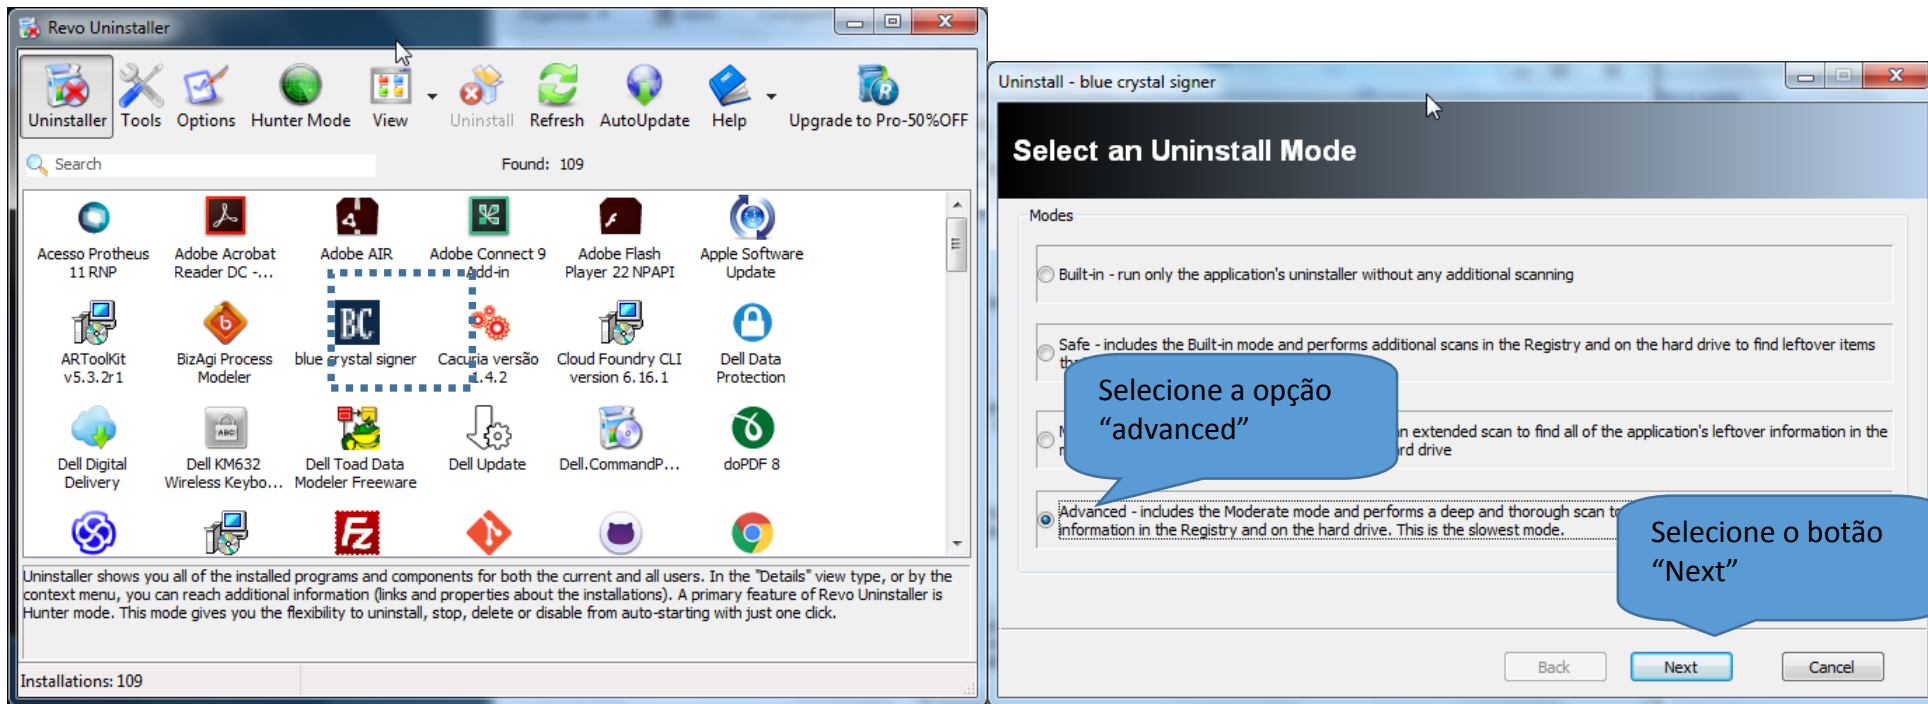 Revo Uninstaller
Uninstaller Tools Options Hunter Mode View Uninstall Refresh AutoUpdate Help Upgrade to Pro-50%OFF
Search
Found: 109
Acesso Protheus 11 RNP
Adobe Acrobat Reader DC -...
Adobe AIR
Adobe Connect 9 Add-in
Adobe Flash Player 22 NPAPI
Apple Software Update
ARToolKit v5.3.2r1
BizAgi Process Modeler
BC
blue crystal signer
Cacuria versão 1.4.2
Cloud Foundry CLI version 6.16.1
Dell Data Protection
Dell Digital Delivery
ABC
Dell KM632 Wireless Keybo...
Dell Toad Data Modeler Freeware
Dell Update
Dell.CommandP...
doPDF 8
Uninstaller shows you all of the installed programs and components for both the current and all users. In the "Details" view type, or by the
context menu, you can reach additional information (links and properties about the installations). A primary feature of Revo Uninstaller is
Hunter mode. This mode gives you the flexibility to uninstall, stop, delete or disable from auto-starting with just one click.
Installations: 109
Uninstall - blue crystal signer
Select an Uninstall Mode
Modes
Built-in - run only the application's uninstaller without any additional scanning
Safe - includes the Built-in mode and performs additional scans in the Registry and on the hard drive to find leftover items
Selecione a opção
"advanced"
extended scan to find all of the application's leftover information in the
drive
Advanced - includes the Moderate mode and performs a deep and thorough scan
information in the Registry and on the hard drive. This is the slowest mode.
Selecione o botão
"Next"
Back Next Cancel